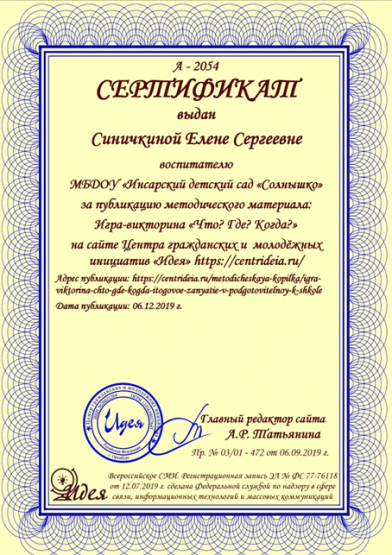 А - 2054
СЕРТИФИКАТ
выдан
Синичкиной Елене Сергеевне
воспитателю
МБДОУ «Инсарский детский сад «Солнышко»
за публикацию методического материала:
Игра-викторина «Что? Где? Когда?»
на сайте Центра гражданских и молодёжных
инициатив «Идея» https://centrideia.ru/
Адрес публикации: https://centrideia.ru/metodicheskaya-kopilka/igra-
viktorina-chto-gde-kogda-itogovoe-zanyatie-v-podgotovitelnoy-k-shkole
Дата публикации: 06.12.2019 г.
Идея
Главный редактор сайта
А.Р. Татьянина
Пр. № 03/01 - 472 от 06.09.2019 г.
Идея
Всероссийское СМИ. Регистрационная запись ЭЛ № ФС 77-76118
от 12.07.2019 г. сделана Федеральной службой по надзору в сфере
связи, информационных технологий и массовых коммуникаций